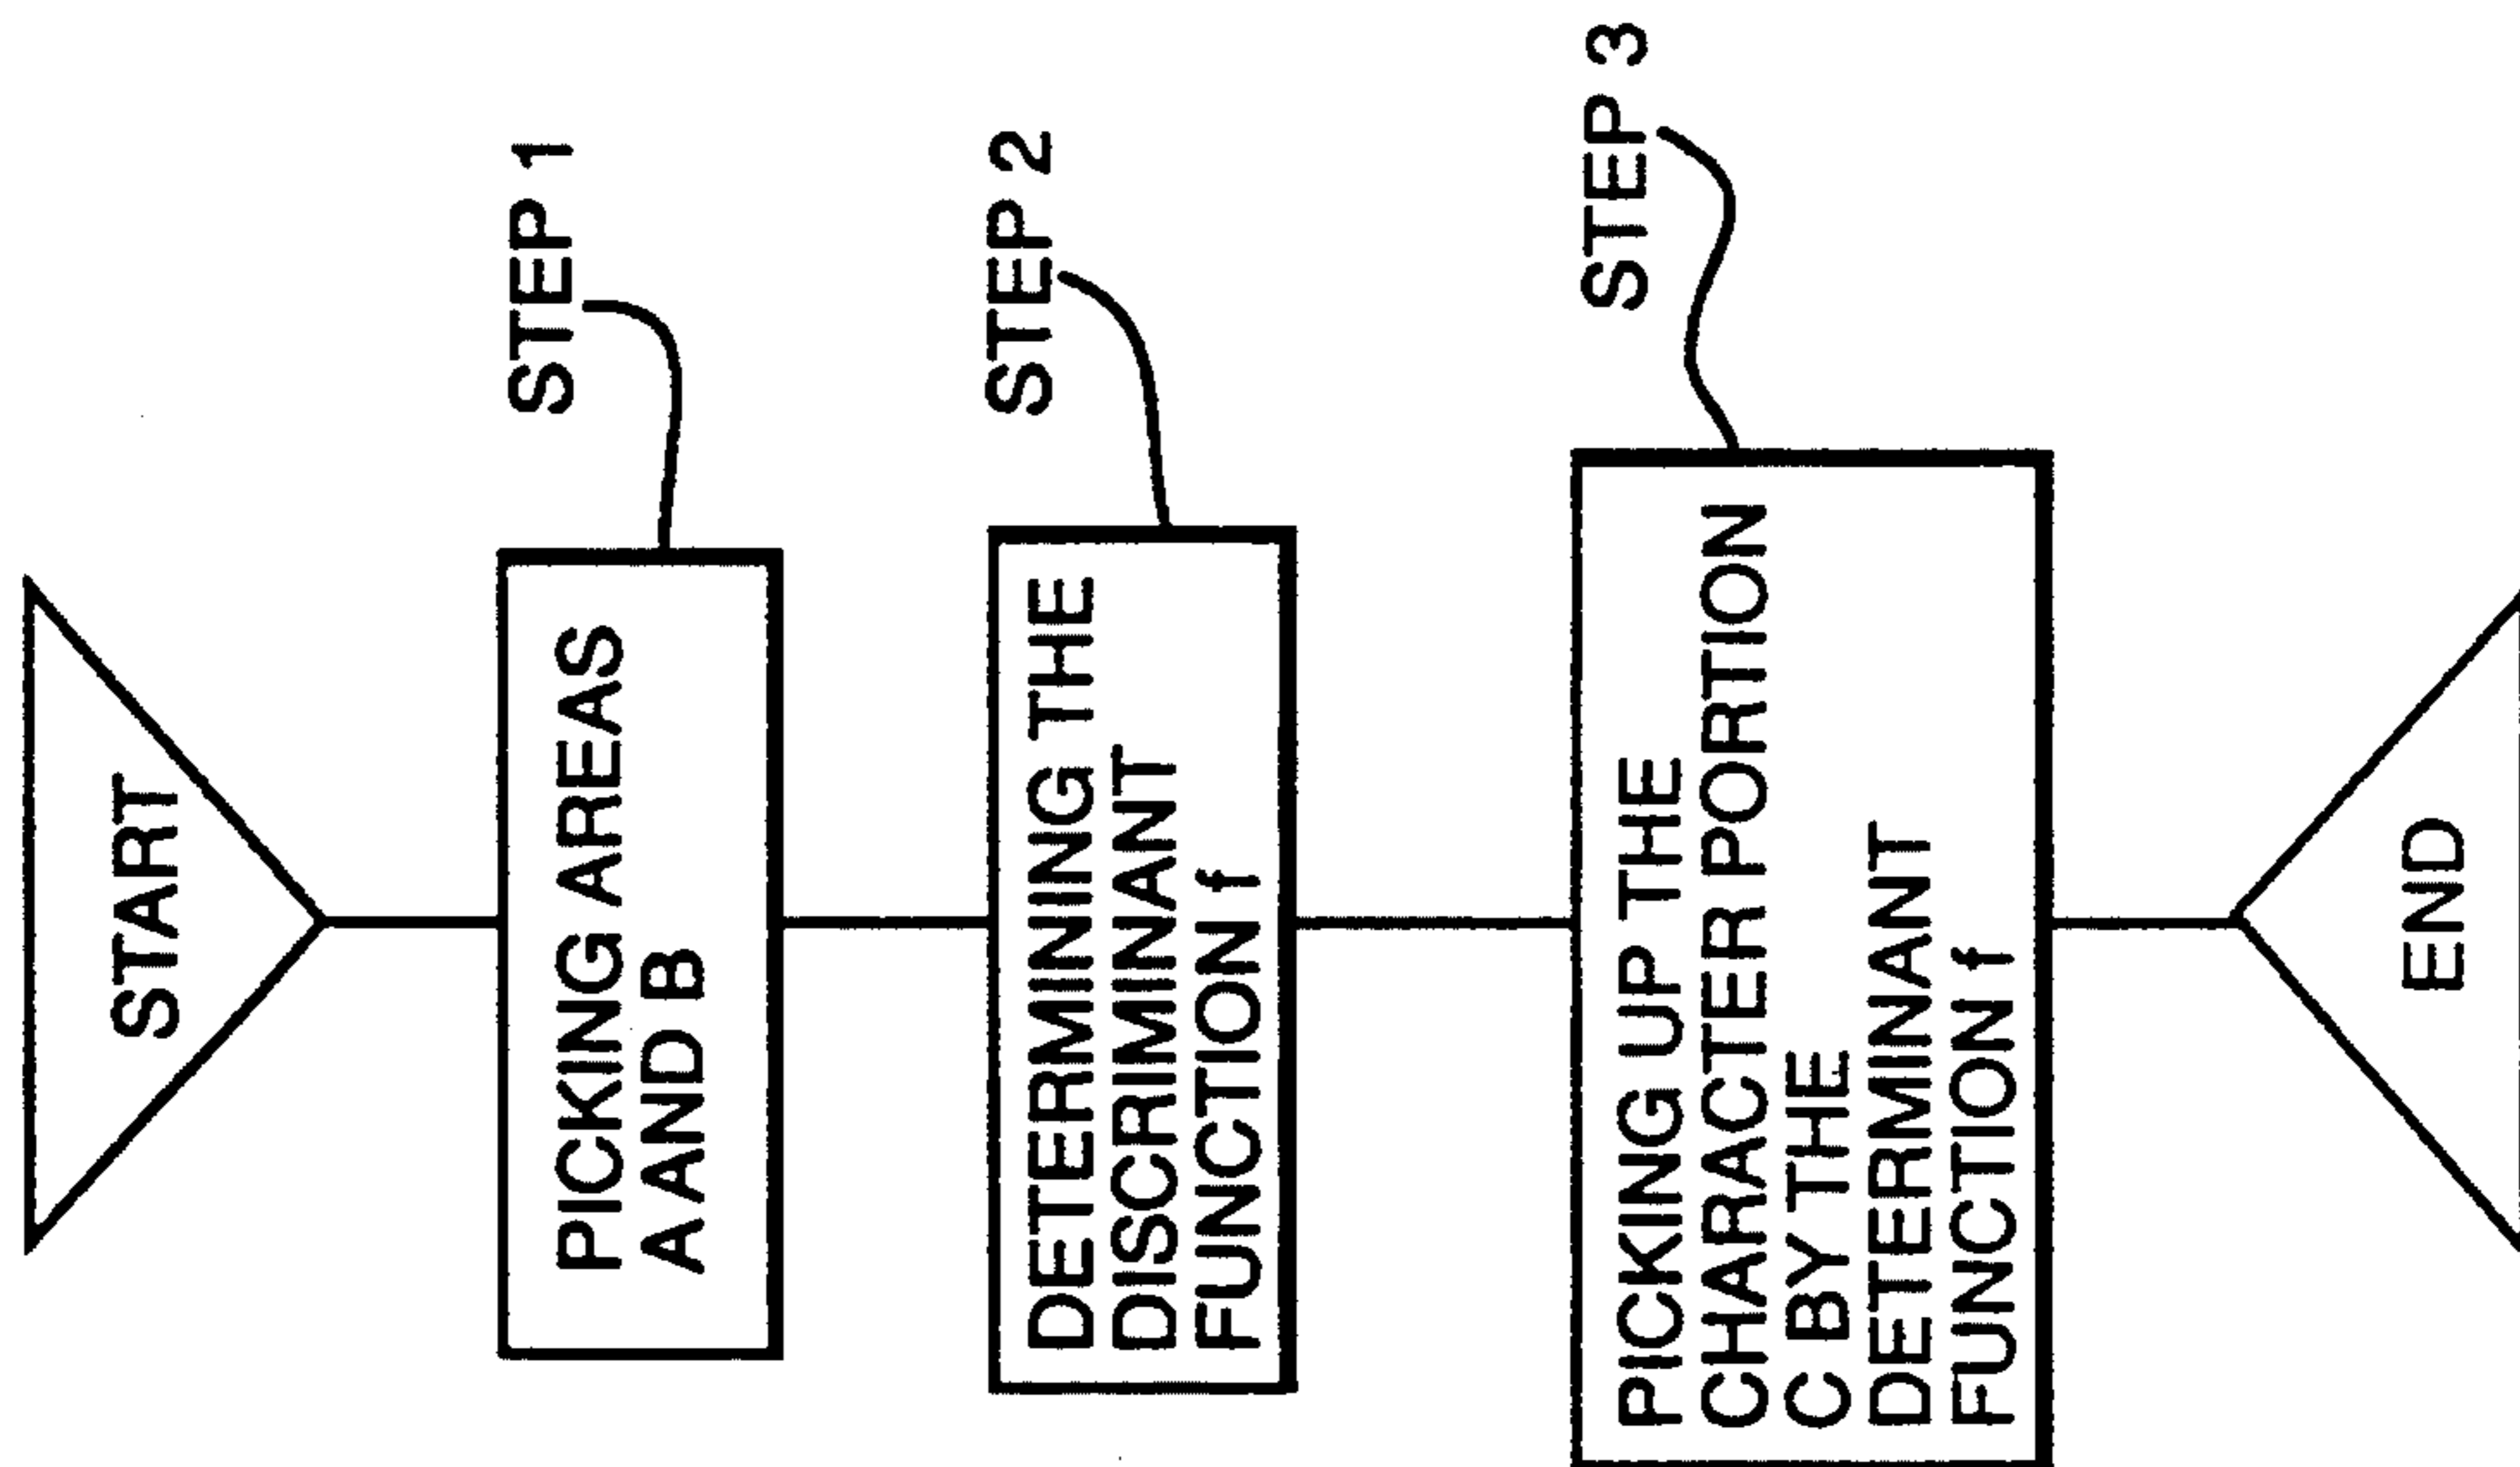 START
STEP 1
PICKING AREAS
A AND B
STEP 2
DETERMINING THE
DISCRIMINANT
FUNCTION f
STEP 3
PICKING UP THE
CHARACTER PORTION
C BY THE
DETERMINANT
FUNCTION f
END